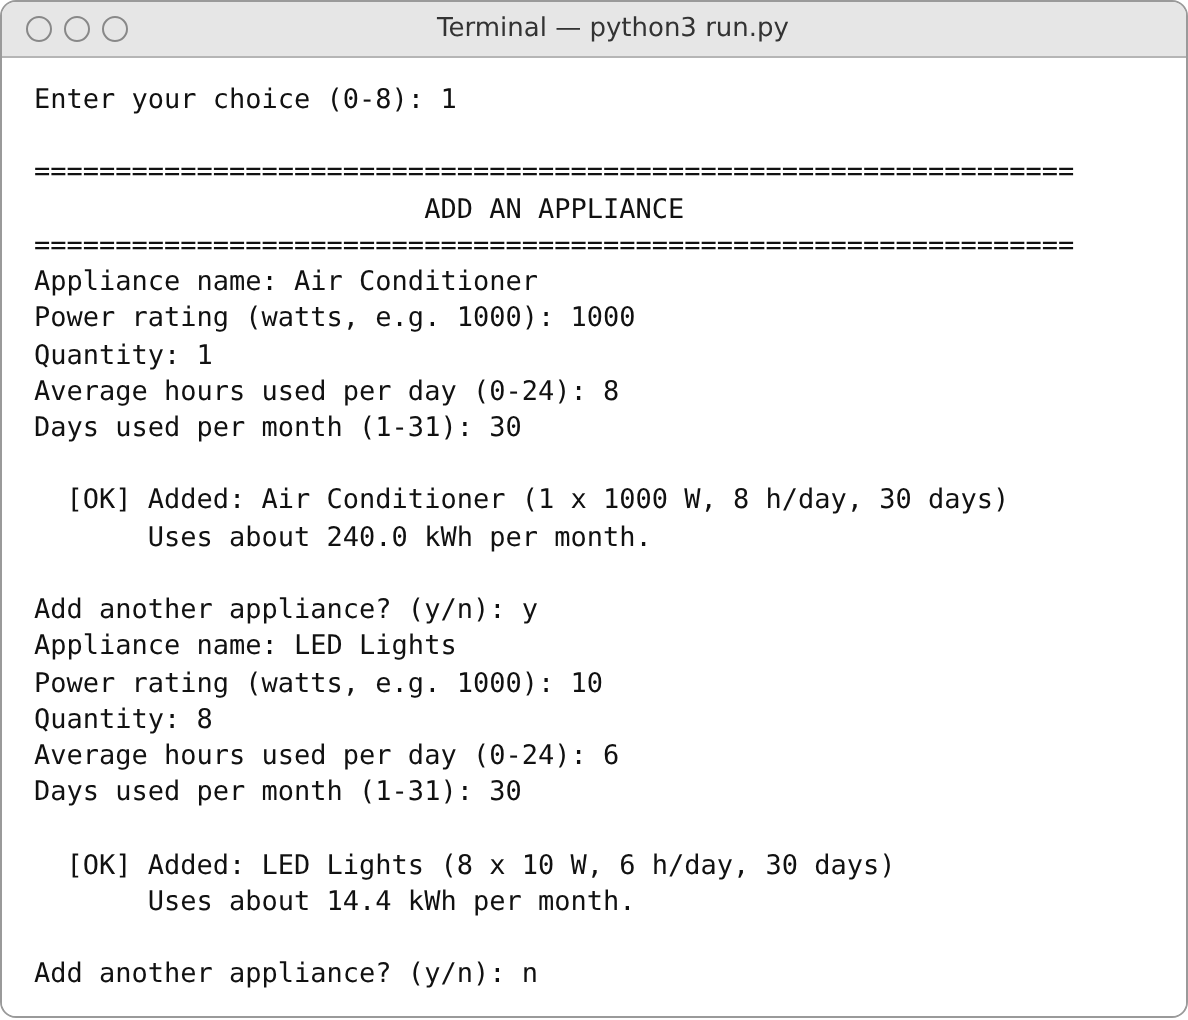 Terminal — python3 run.py
Enter your choice (0-8): 1
================================================================
ADD AN APPLIANCE
================================================================
Appliance name: Air Conditioner
Power rating (watts, e.g. 1000): 1000
Quantity: 1
Average hours used per day (0-24): 8
Days used per month (1-31): 30
[OK] Added: Air Conditioner (1 x 1000 W, 8 h/day, 30 days)
Uses about 240.0 kWh per month.
Add another appliance? (y/n): y
Appliance name: LED Lights
Power rating (watts, e.g. 1000): 10
Quantity: 8
Average hours used per day (0-24): 6
Days used per month (1-31): 30
[OK] Added: LED Lights (8 x 10 W, 6 h/day, 30 days)
Uses about 14.4 kWh per month.
Add another appliance? (y/n): n